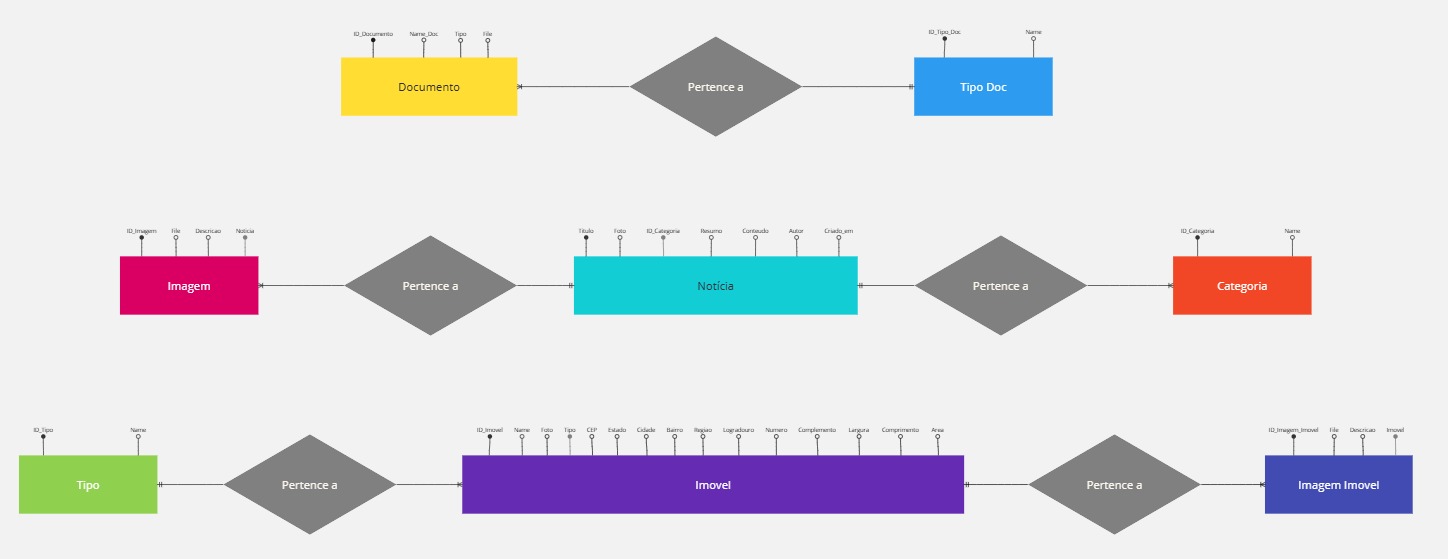 ID_Documento Name_Doc Tipo File
ID_Tipo_Doc Name
Documento Pertence a Tipo Doc
ID_Imagem File Descricao Noticia
Titulo Foto ID_Categoria Resumo Conteudo Autor Criado_em
ID_Categoria Name
Imagem Pertence a Notícia Pertence a Categoria
ID_Tipo Name
ID_Imovel Name Foto Tipo CEP Estado Cidade Bairro Regiao Logradouro Numero Complemento Largura Comprimento Area
ID_Imagem_Imovel File Descricao Imovel
Tipo Pertence a Imovel Pertence a Imagem Imovel